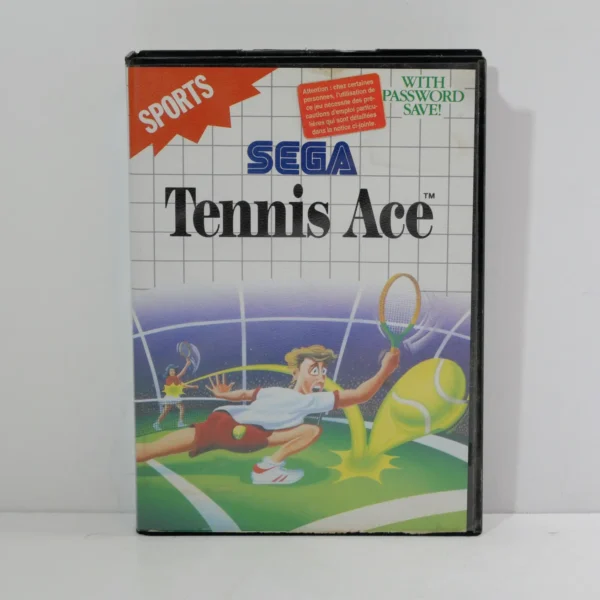 SPORTS
Attention : chez certaines
personnes, l'utilisation de
ce jeu nécessite des pré-
cautions d'emploi particu-
lières qui sont détaillées
dans la notice ci-jointe.
WITH
PASSWORD
SAVE!
SEGA
Tennis Ace™